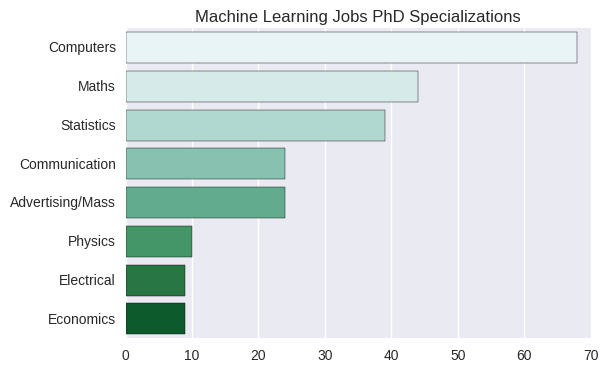 Machine Learning Jobs PhD Specializations
Computers
Maths
Statistics
Communication
Advertising/Mass
Physics
Electrical
Economics
0 10 20 30 40 50 60 70